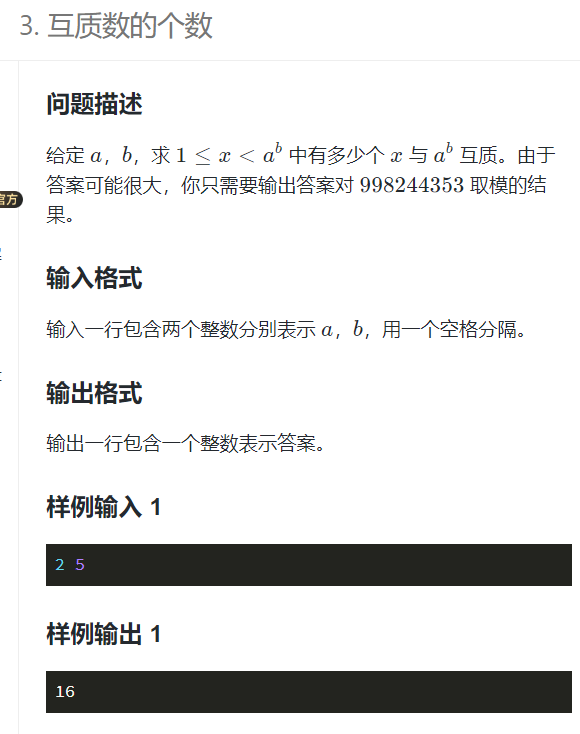 3. 互质数的个数
问题描述
给定 a，b，求 1 ≤ x < a^b 中有多少个 x 与 a^b 互质。由于
答案可能很大，你只需要输出答案对 998244353 取模的结
果。
官方
输入格式
输入一行包含两个整数分别表示 a，b，用一个空格分隔。
输出格式
输出一行包含一个整数表示答案。
样例输入 1
2 5
样例输出 1
16